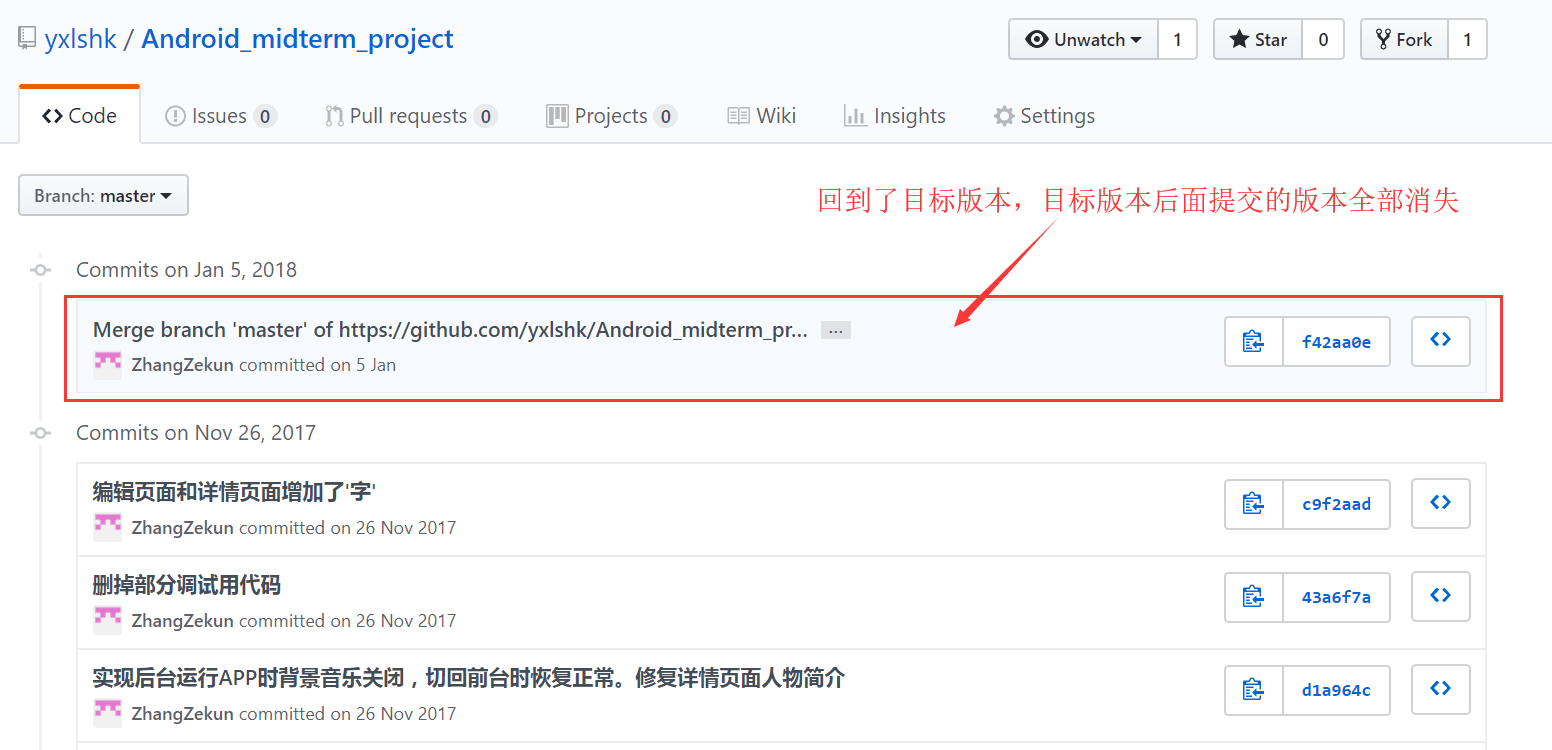 yxlshk / Android_midterm_project
Unwatch 1 Star 0 Fork 1
Code Issues 0 Pull requests 0 Projects 0 Wiki Insights Settings
Branch: master
回到了目标版本，目标版本后面提交的版本全部消失
Commits on Jan 5, 2018
Merge branch 'master' of https://github.com/yxlshk/Android_midterm_pr... ...
f42aa0e
ZhangZekun committed on 5 Jan
Commits on Nov 26, 2017
编辑页面和详情页面增加了'字'
c9f2aad
ZhangZekun committed on 26 Nov 2017
删掉部分调试用代码
43a6f7a
ZhangZekun committed on 26 Nov 2017
实现后台运行APP时背景音乐关闭，切回前台时恢复正常。修复详情页面人物简介
d1a964c
ZhangZekun committed on 26 Nov 2017